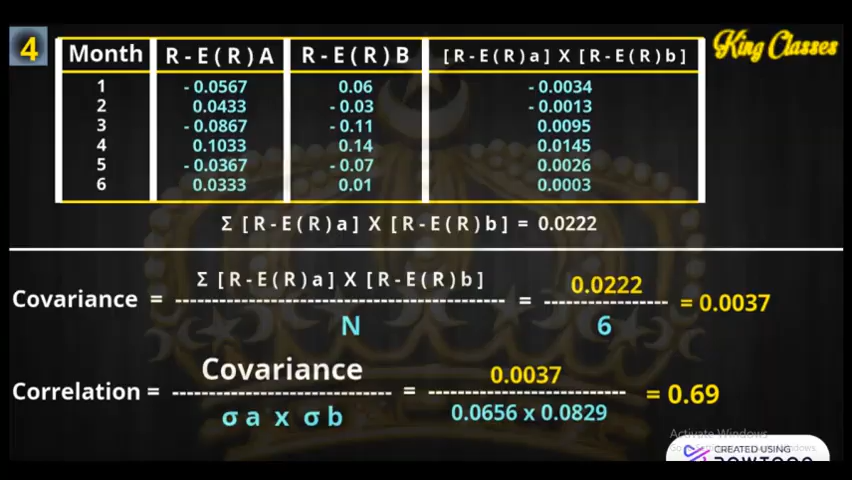 4
King Classes
Month R - E ( R ) A R - E ( R ) B [ R - E ( R ) a ] X [ R - E ( R ) b ]
1 - 0.0567 0.06 - 0.0034
2 0.0433 - 0.03 - 0.0013
3 - 0.0867 - 0.11 0.0095
4 0.1033 0.14 0.0145
5 - 0.0367 - 0.07 0.0026
6 0.0333 0.01 0.0003
Σ [ R - E ( R ) a ] X [ R - E ( R ) b ] = 0.0222
Σ [ R - E ( R ) a ] X [ R - E ( R ) b ] 0.0222
Covariance = ------------ = ------------ = 0.0037
N 6
Covariance 0.0037
Correlation = ------------ = ------------ = 0.69
σ a x σ b 0.0656 x 0.0829
Activate Windows
CREATED USING
POWTOON